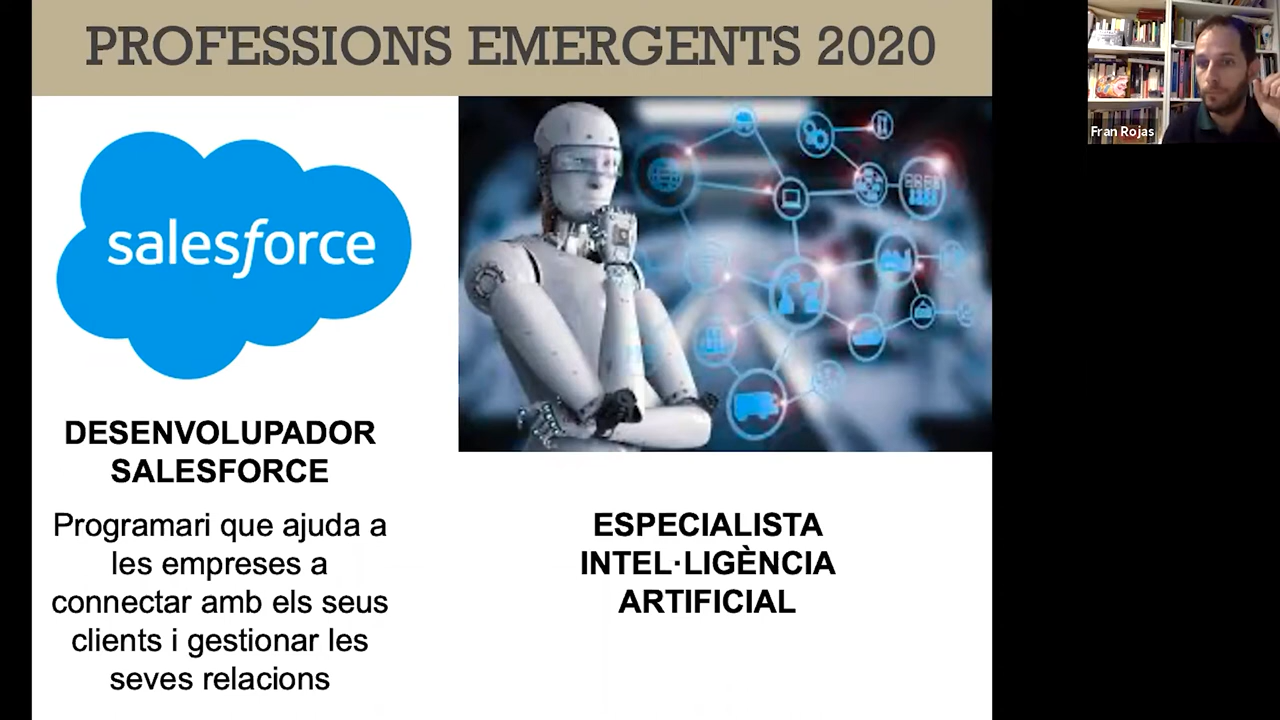 PROFESSIONS EMERGENTS 2020
Fran Rojas
salesforce
DESENVOLUPADOR
SALESFORCE
Programari que ajuda a
les empreses a
connectar amb els seus
clients i gestionar les
seves relacions
ESPECIALISTA
INTEL·LIGÈNCIA
ARTIFICIAL